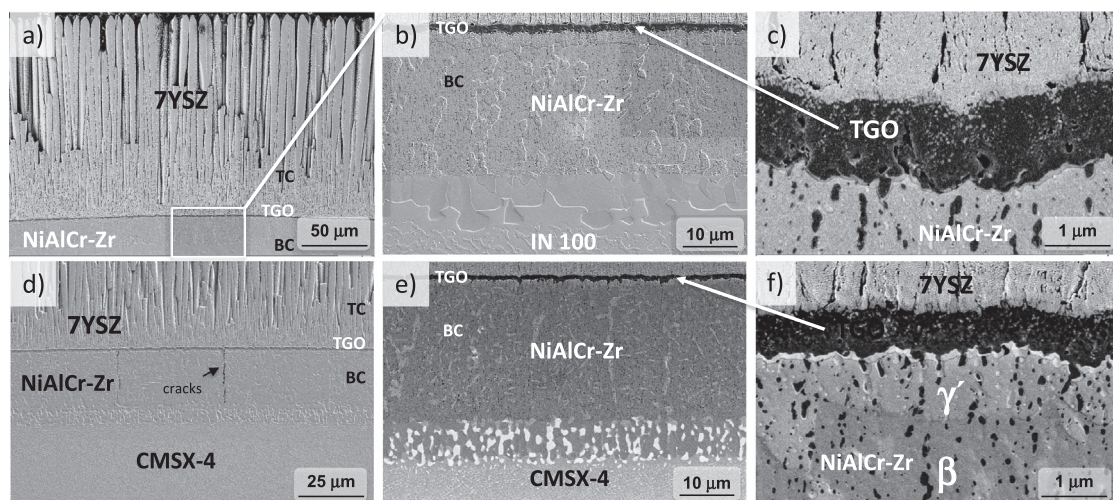 a)
7YSZ
TC
TGO
NiAlCr-Zr
BC
50 μm
b)
TGO
BC
NiAlCr-Zr
IN 100
10 μm
c)
7YSZ
TGO
NiAlCr-Zr
1 μm
d)
7YSZ
TC
TGO
NiAlCr-Zr
cracks
BC
CMSX-4
25 μm
e)
TGO
BC
NiAlCr-Zr
CMSX-4
10 μm
f)
7YSZ
TGO
γ´
NiAlCr-Zr
β
1 μm